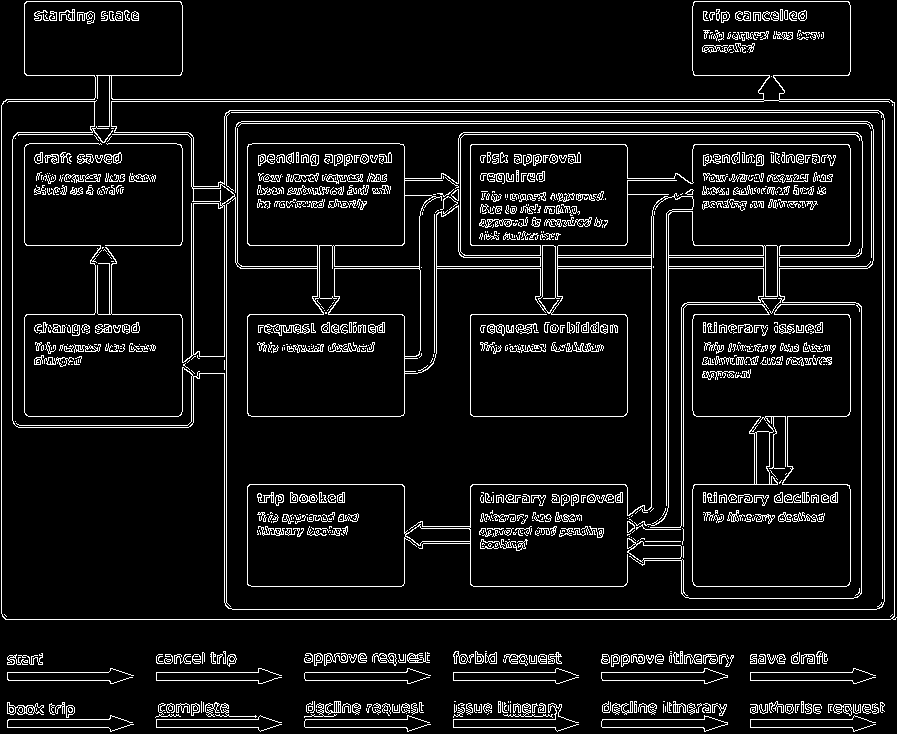 starting state
trip cancelled
Trip request has been
cancelled
draft saved
Trip request has been
saved as a draft
pending approval
Your travel request has
been submitted and will
be reviewed shortly
risk approval
required
Trip request approved.
Due to risk rating,
approval is required by
risk authoriser
pending itinerary
Your travel request has
been submitted and is
pending an itinerary
change saved
Trip request has been
changed
request declined
Trip request declined
request forbidden
Trip request forbidden
itinerary issued
Trip itinerary has been
submitted and requires
approval
trip booked
Trip approved and
itinerary booked
itinerary approved
Itinerary has been
approved and pending
booking!
itinerary declined
Trip itinerary declined
start
cancel trip
approve request
forbid request
approve itinerary
save draft
book trip
complete
decline request
issue itinerary
decline itinerary
authorise request